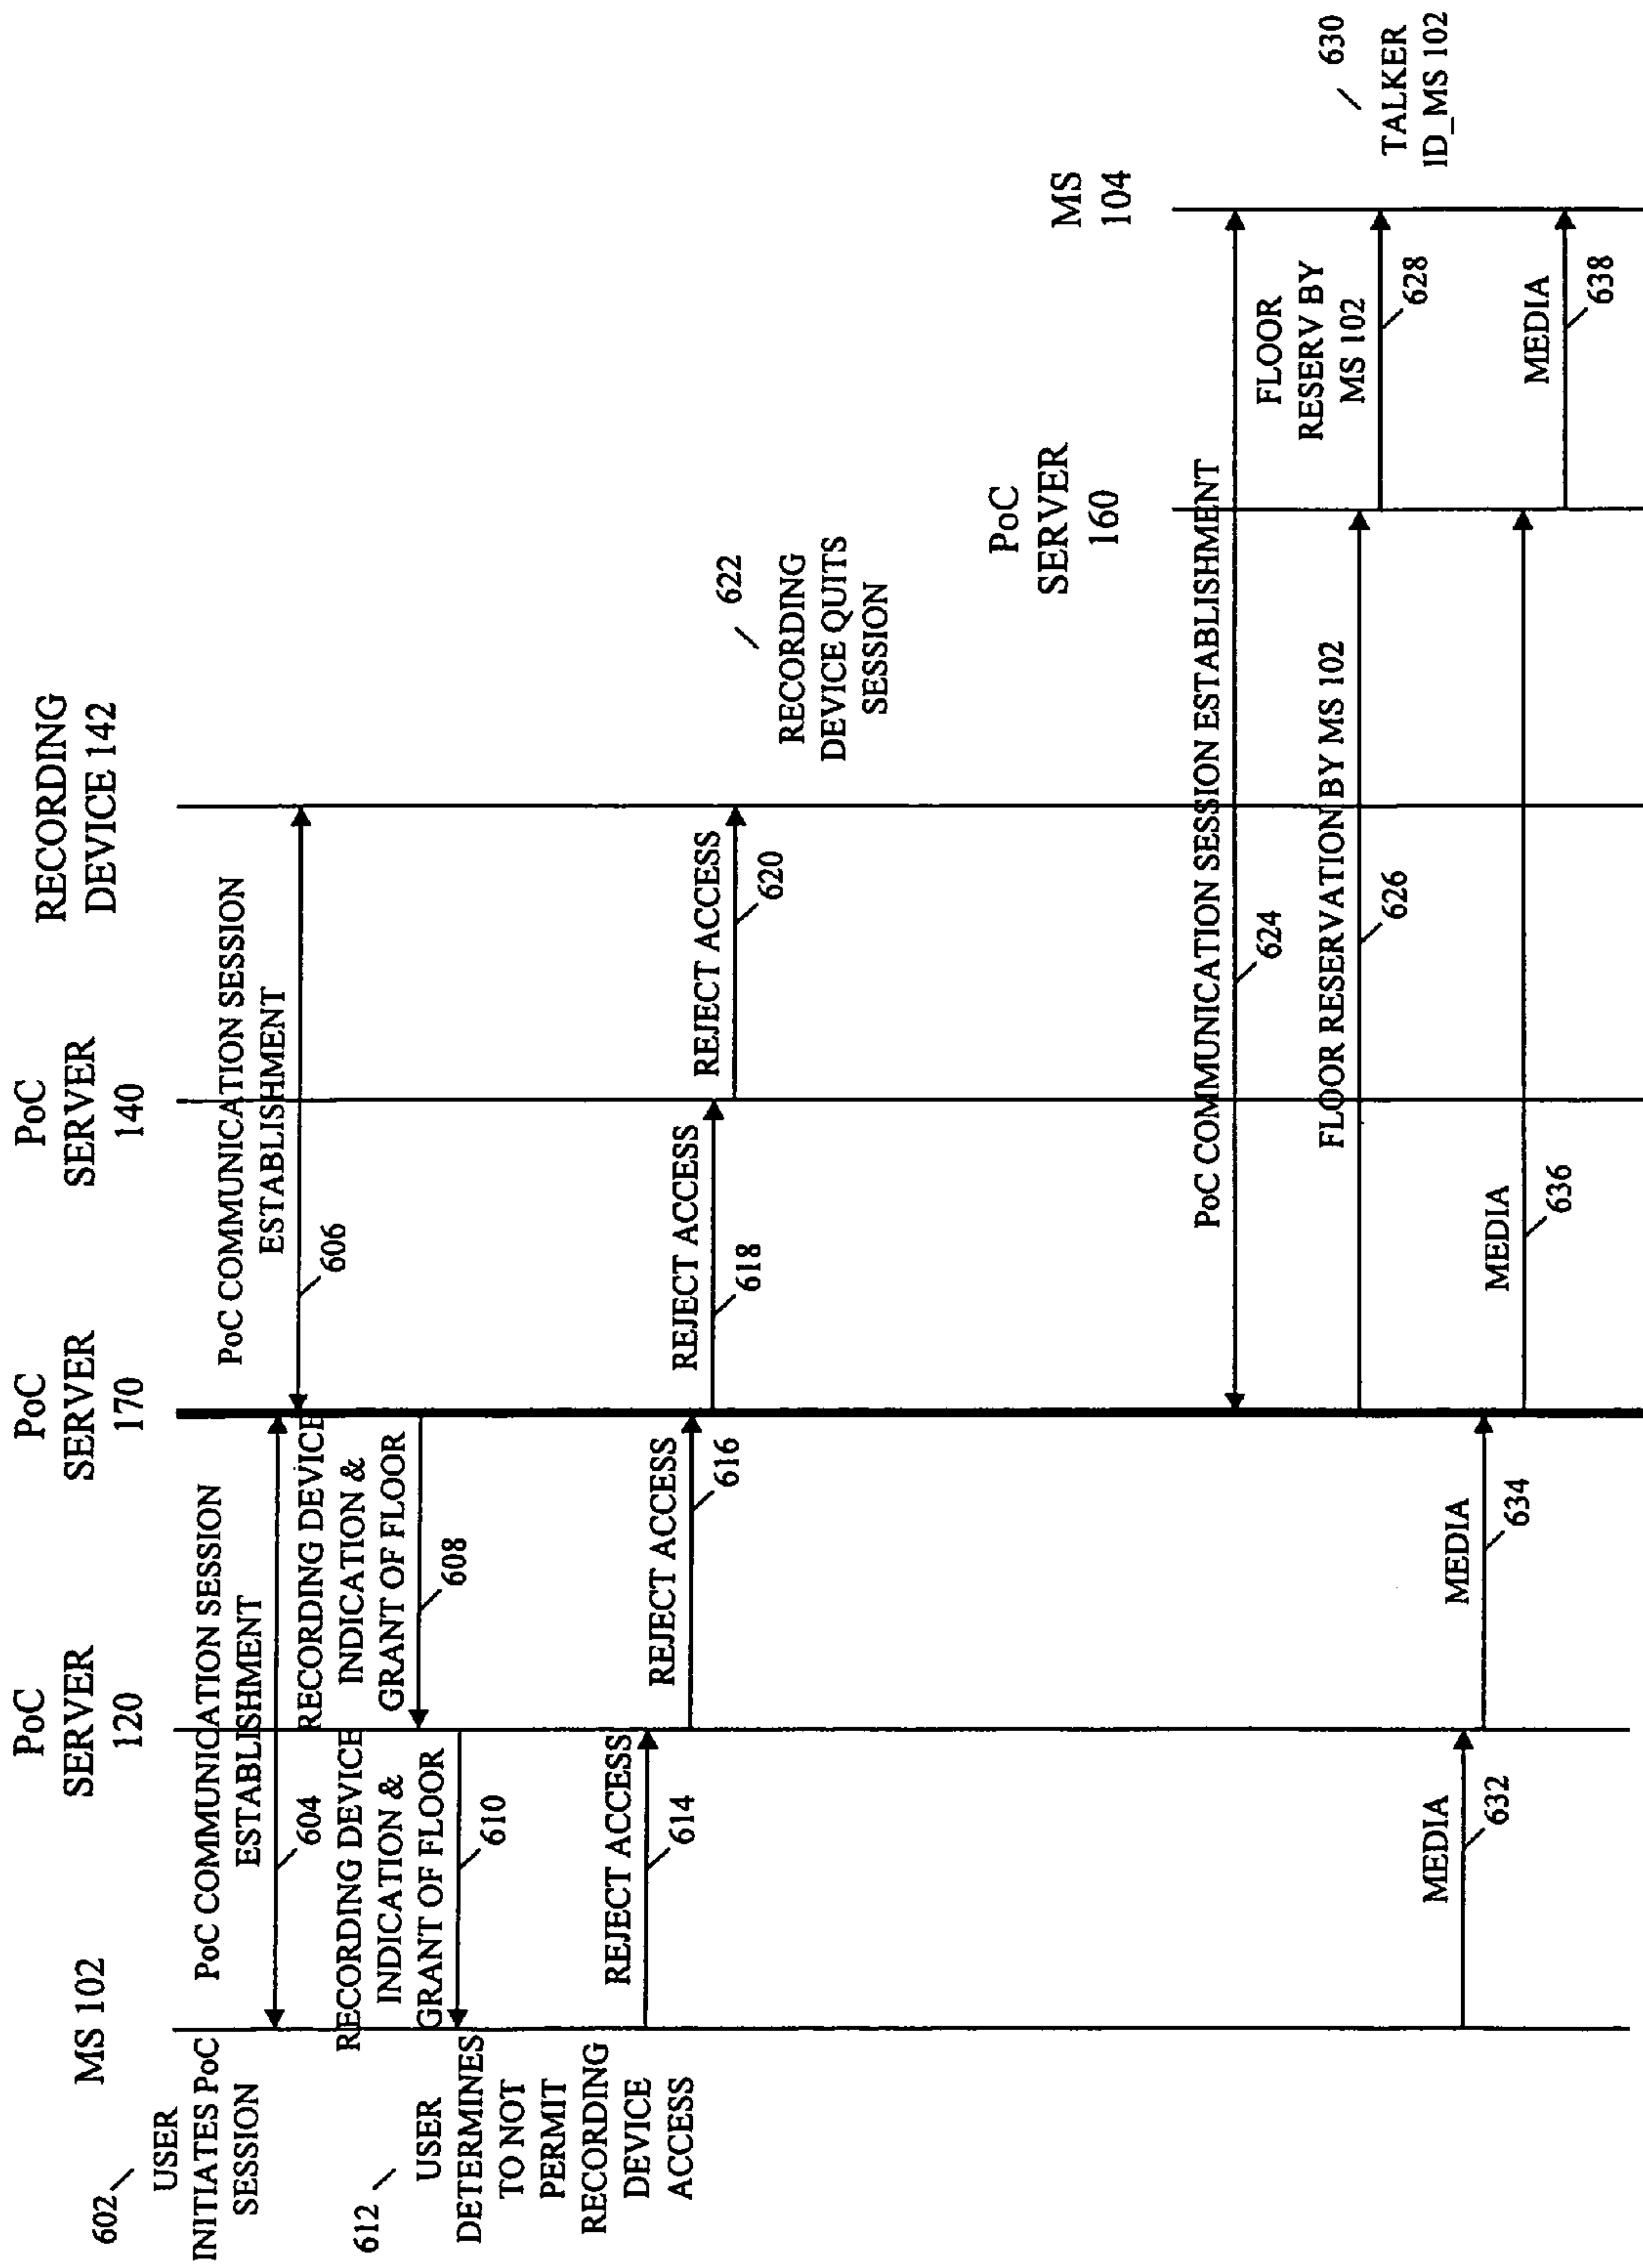 602
USER
INITIATES PoC
SESSION
MS 102
PoC
SERVER
120
PoC
SERVER
170
PoC
SERVER
140
RECORDING
DEVICE 142
PoC COMMUNICATION SESSION
ESTABLISHMENT
604
PoC COMMUNICATION SESSION
ESTABLISHMENT
606
RECORDING DEVICE
INDICATION &
GRANT OF FLOOR
608
RECORDING DEVICE
INDICATION &
GRANT OF FLOOR
610
612
USER
DETERMINES
TO NOT
PERMIT
RECORDING
DEVICE
ACCESS
REJECT ACCESS
614
REJECT ACCESS
616
REJECT ACCESS
618
REJECT ACCESS
620
622
RECORDING
DEVICE QUITS
SESSION
PoC
SERVER
160
MS
104
PoC COMMUNICATION SESSION ESTABLISHMENT
624
FLOOR RESERVATION BY MS 102
626
FLOOR
RESERV BY
MS 102
628
630
TALKER
ID_MS 102
MEDIA
632
MEDIA
634
MEDIA
636
MEDIA
638